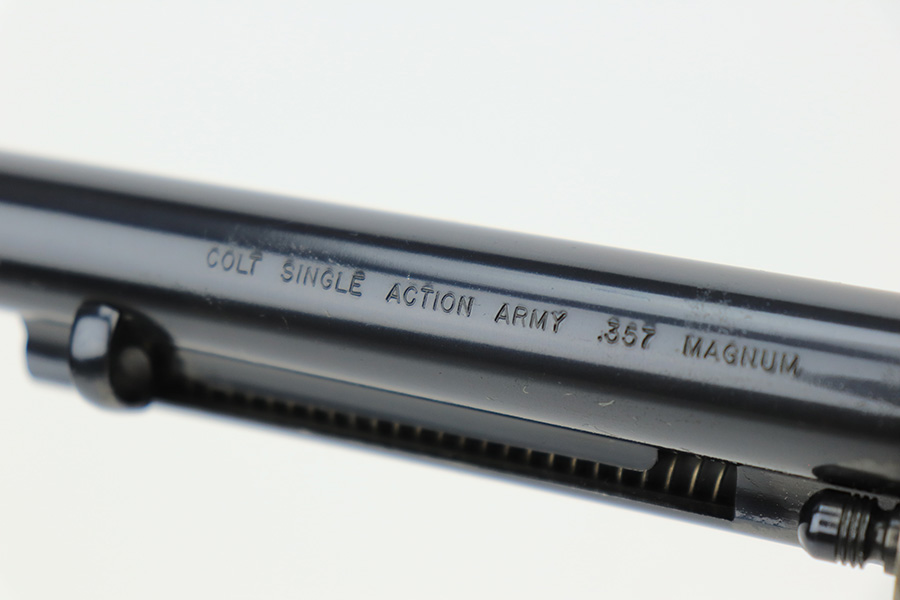 COLT SINGLE ACTION ARMY .357 MAGNUM